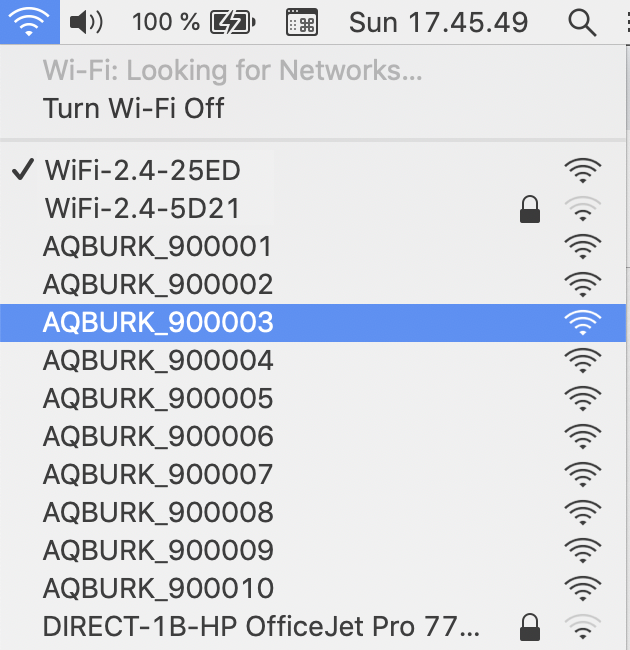 100 % Sun 17.45.49
Wi-Fi: Looking for Networks...
Turn Wi-Fi Off
WiFi-2.4-25ED
WiFi-2.4-5D21
AQBURK_900001
AQBURK_900002
AQBURK_900003
AQBURK_900004
AQBURK_900005
AQBURK_900006
AQBURK_900007
AQBURK_900008
AQBURK_900009
AQBURK_900010
DIRECT-1B-HP OfficeJet Pro 77...